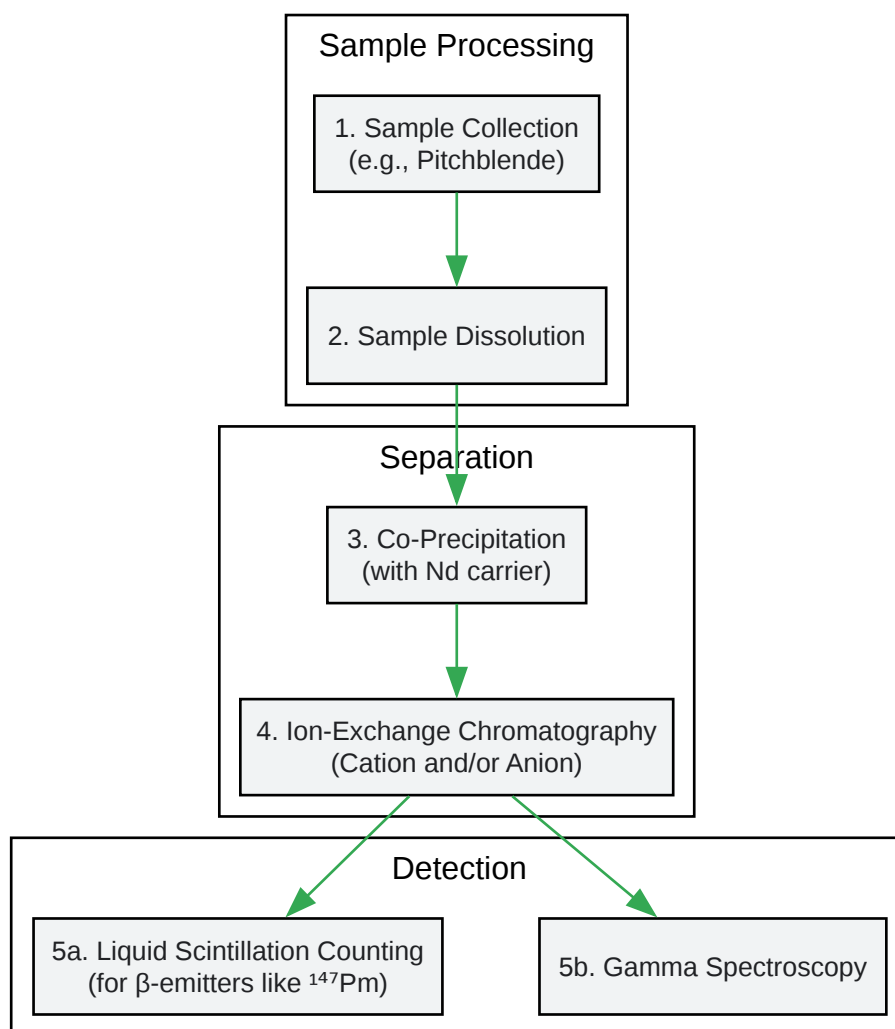 Sample Processing
1. Sample Collection
(e.g., Pitchblende)
2. Sample Dissolution
Separation
3. Co-Precipitation
(with Nd carrier)
4. Ion-Exchange Chromatography
(Cation and/or Anion)
Detection
5a. Liquid Scintillation Counting
(for β-emitters like ¹⁴⁷Pm)
5b. Gamma Spectroscopy